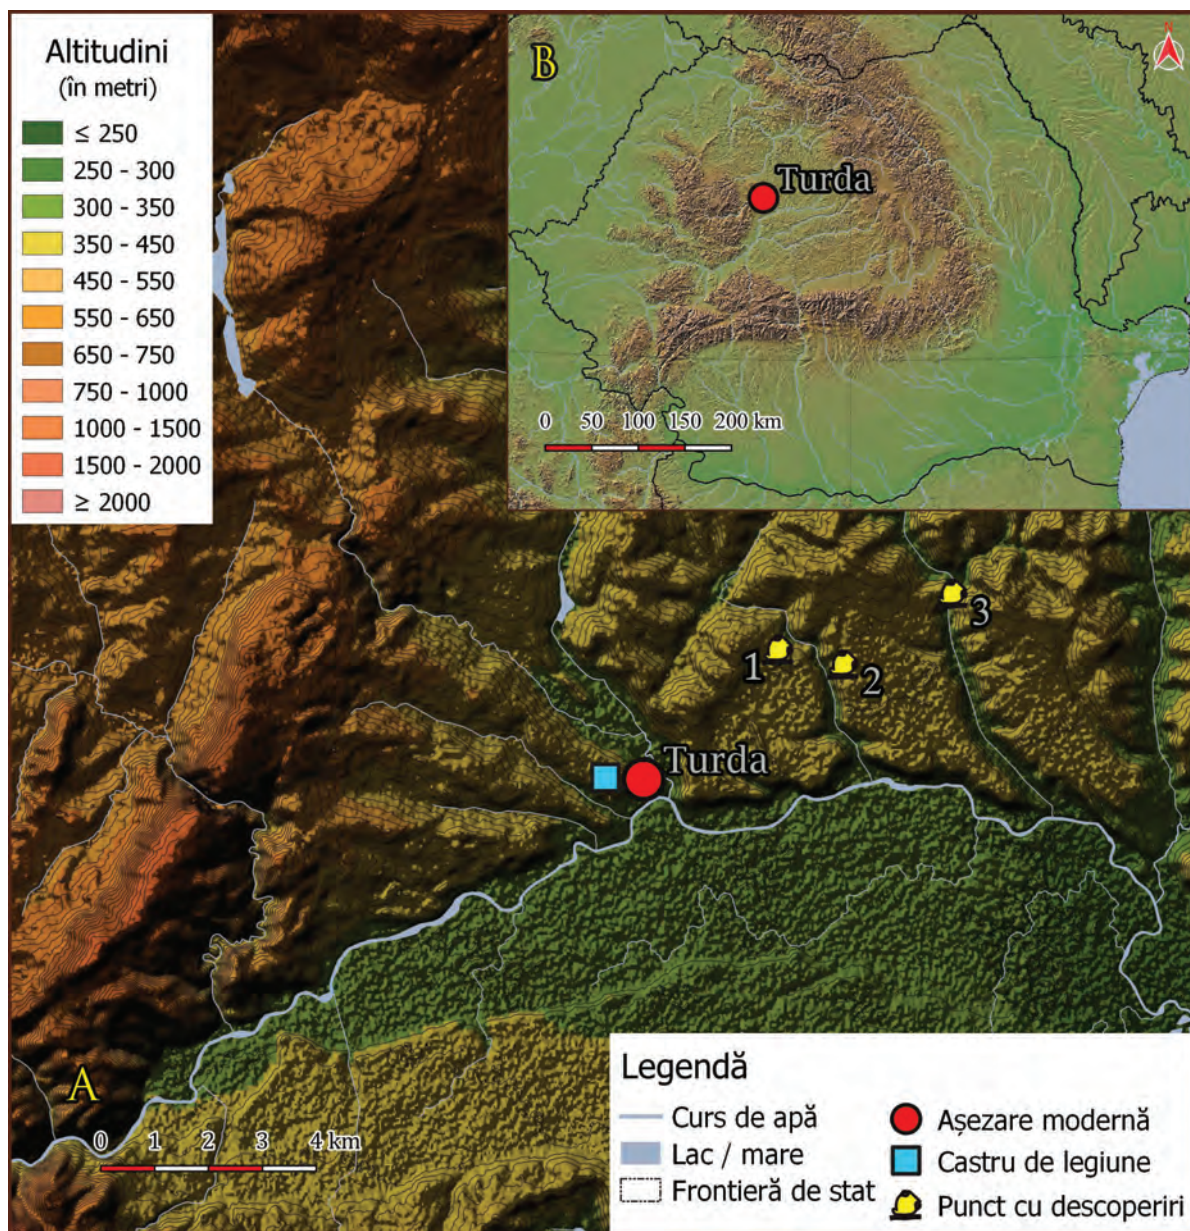 Altitudini
(în metri)
≤ 250
250 - 300
300 - 350
350 - 450
450 - 550
550 - 650
650 - 750
750 - 1000
1000 - 1500
1500 - 2000
≥ 2000
B
N
Turda
0 50 100 150 200 km
1
2
3
Turda
A
0 1 2 3 4 km
Legendă
Curs de apă
Lac / mare
Frontieră de stat
Așezare modernă
Castru de legiune
Punct cu descoperiri